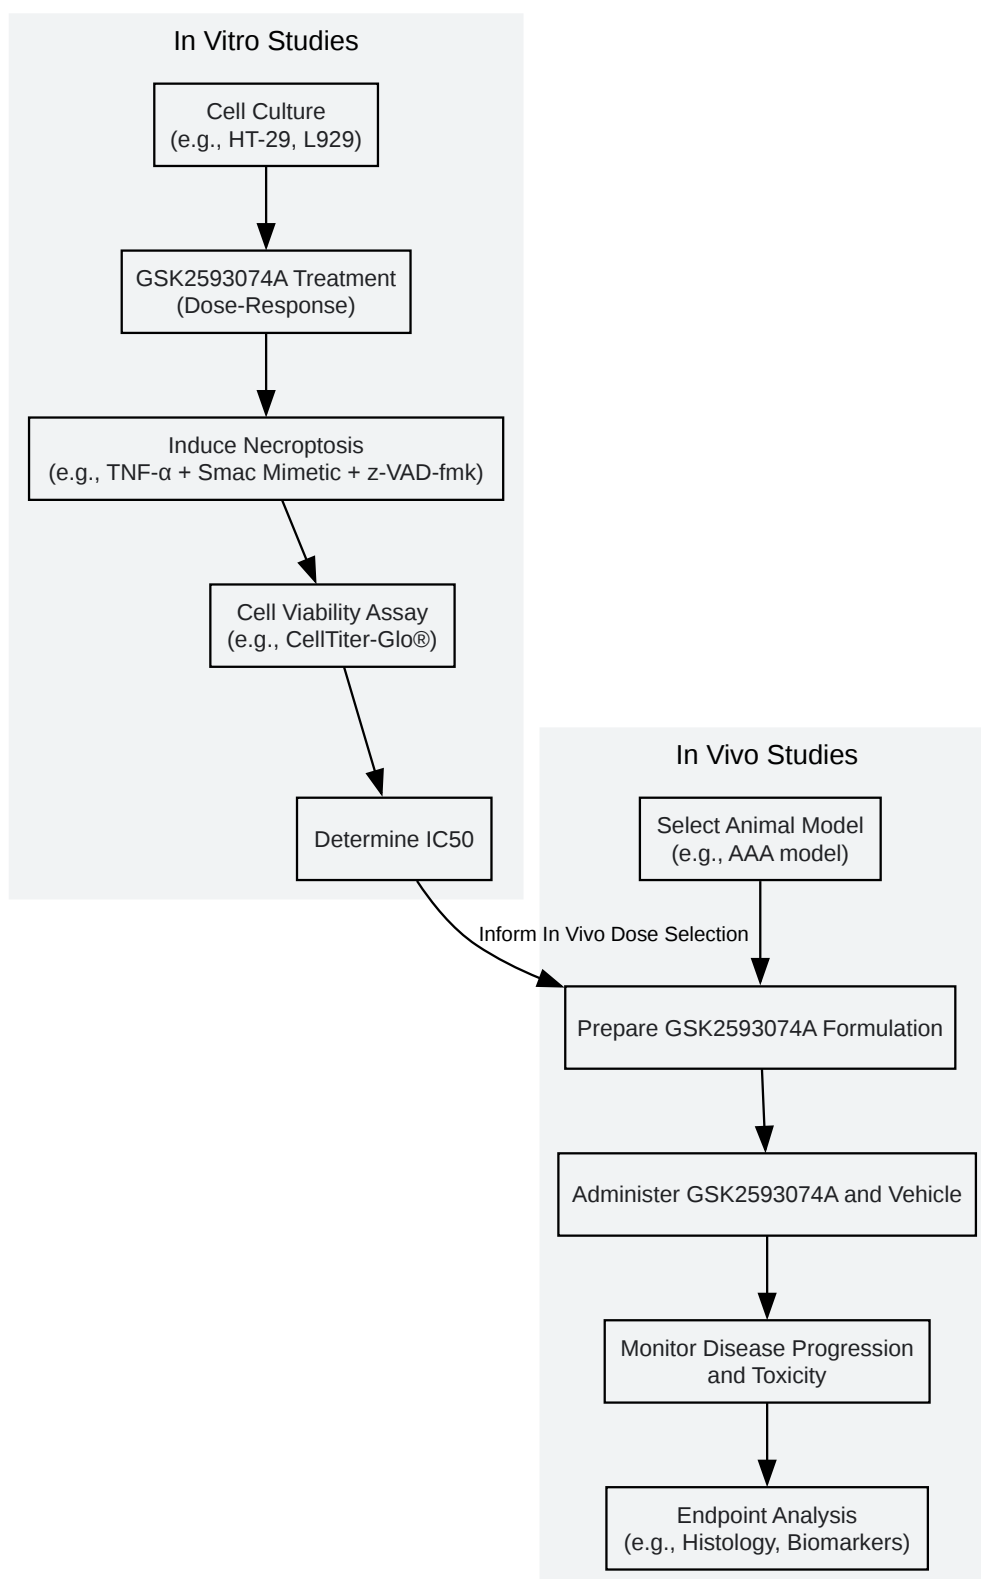 In Vitro Studies
Cell Culture
(e.g., HT-29, L929)
GSK2593074A Treatment
(Dose-Response)
Induce Necroptosis
(e.g., TNF-α + Smac Mimetic + z-VAD-fmk)
Cell Viability Assay
(e.g., CellTiter-Glo®)
Determine IC50
In Vivo Studies
Select Animal Model
(e.g., AAA model)
Inform In Vivo Dose Selection
Prepare GSK2593074A Formulation
Administer GSK2593074A and Vehicle
Monitor Disease Progression
and Toxicity
Endpoint Analysis
(e.g., Histology, Biomarkers)